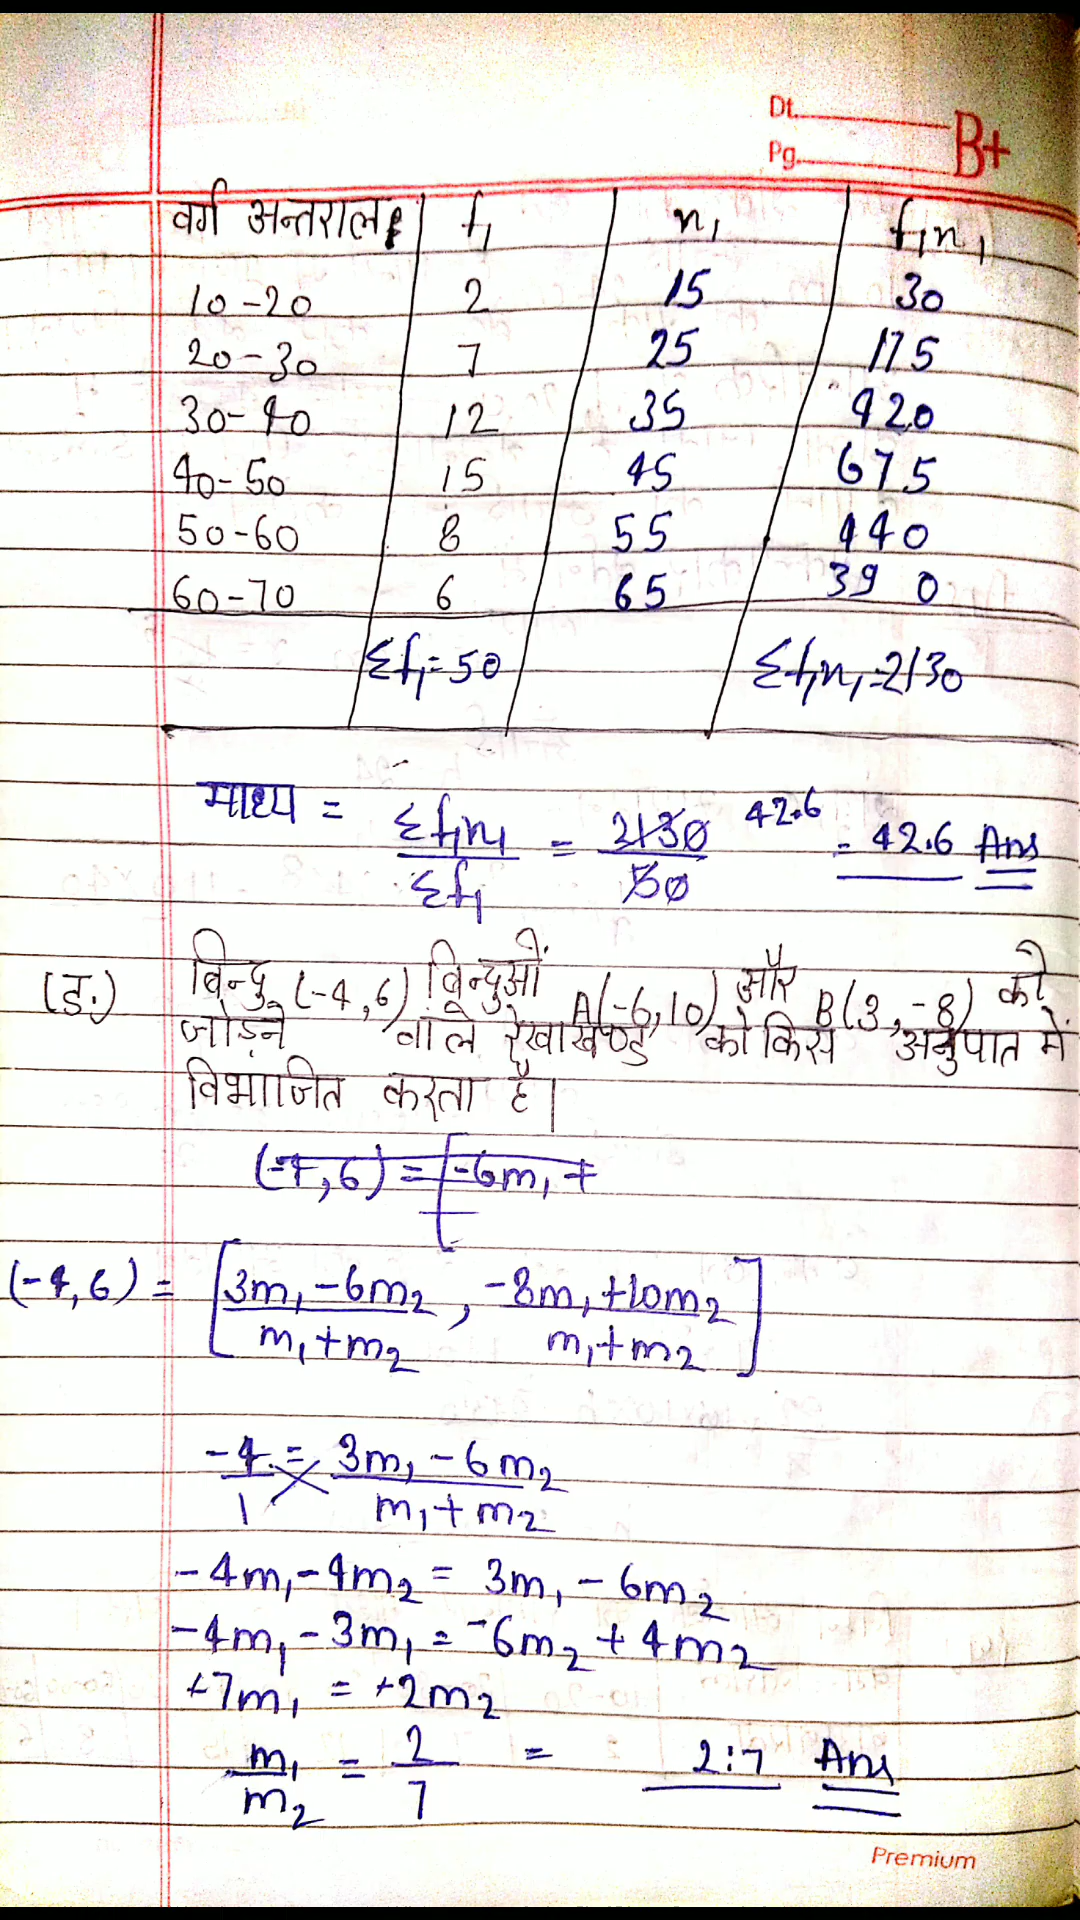 Dt.
Pg.
B+
वर्ग अन्तराल f₁ n₁ f₁n₁
10-20 2 15 30
20-30 7 25 175
30-40 12 35 420
40-50 15 45 675
50-60 8 55 440
60-70 6 65 390
Σf₁=50 Σf₁n₁=2130
माध्य = Σf₁n₁/Σf₁ = 2130/50 42.6 = 42.6 Ans
(ड.) बिन्दु (-4,6) बिन्दुओं A(-6,10) और B(3,-8) को
जोड़ने वाले रेखाखण्ड को किस अनुपात में
विभाजित करता है।
(-4,6) = [-6m₁+
(-4,6) = [3m₁-6m₂/m₁+m₂, -8m₁+10m₂/m₁+m₂]
-4/1 = 3m₁-6m₂/m₁+m₂
-4m₁-4m₂ = 3m₁-6m₂
-4m₁-3m₁ = -6m₂+4m₂
+7m₁ = +2m₂
m₁/m₂ = 2/7 = 2:7 Ans
Premium